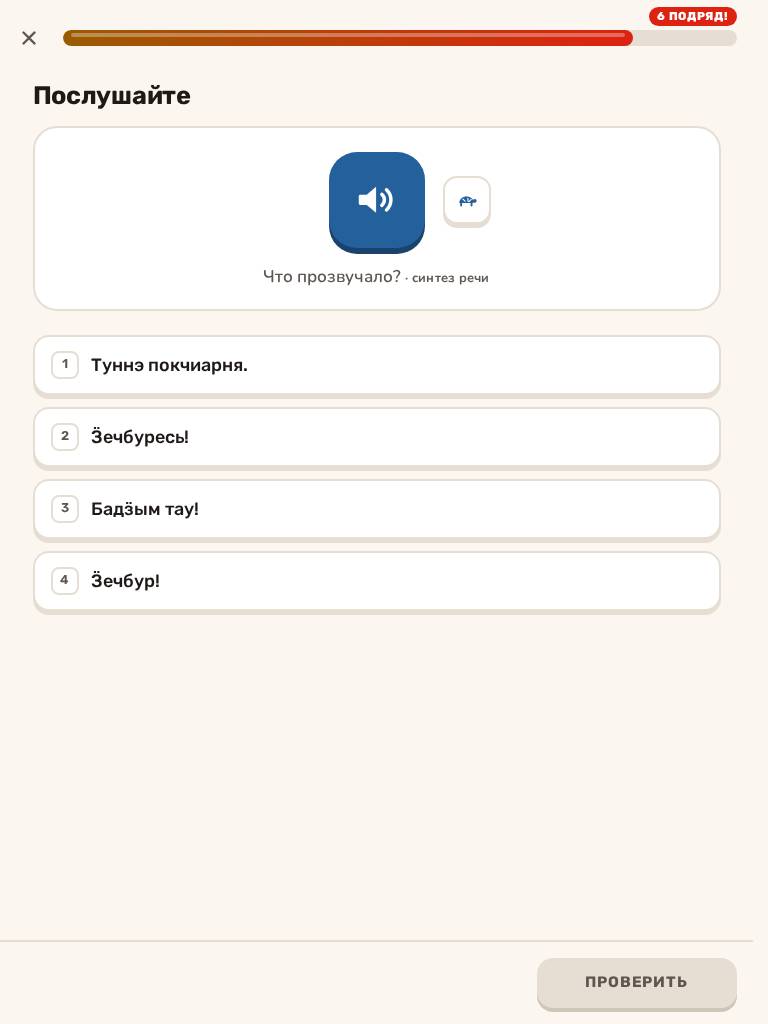 6 ПОДРЯД!
Послушайте
Что прозвучало? · синтез речи
1 Туннэ покчиарня.
2 Ӟечбуресь!
3 Бадӟым тау!
4 Ӟечбур!
ПРОВЕРИТЬ